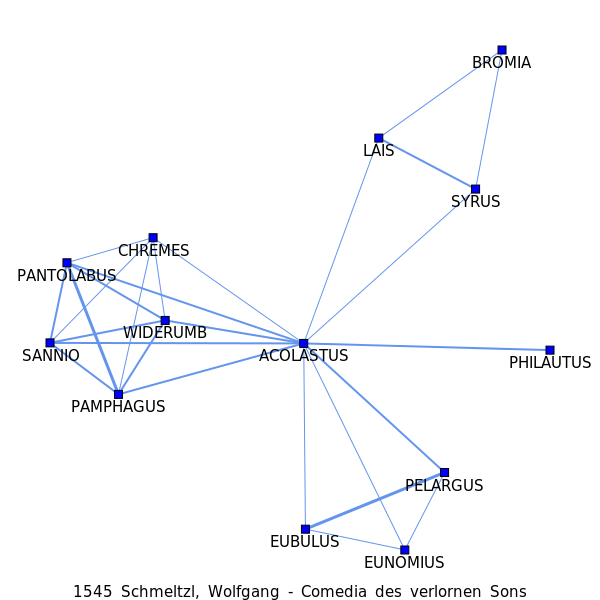 BROMIA
LAIS
SYRUS
CHREMES
PANTOLABUS
WIDERUMB
SANNIO
ACOLASTUS
PHILAUTUS
PAMPHAGUS
PELARGUS
EUBULUS
EUNOMIUS
1545 Schmeltzl, Wolfgang - Comedia des verlornen Sons